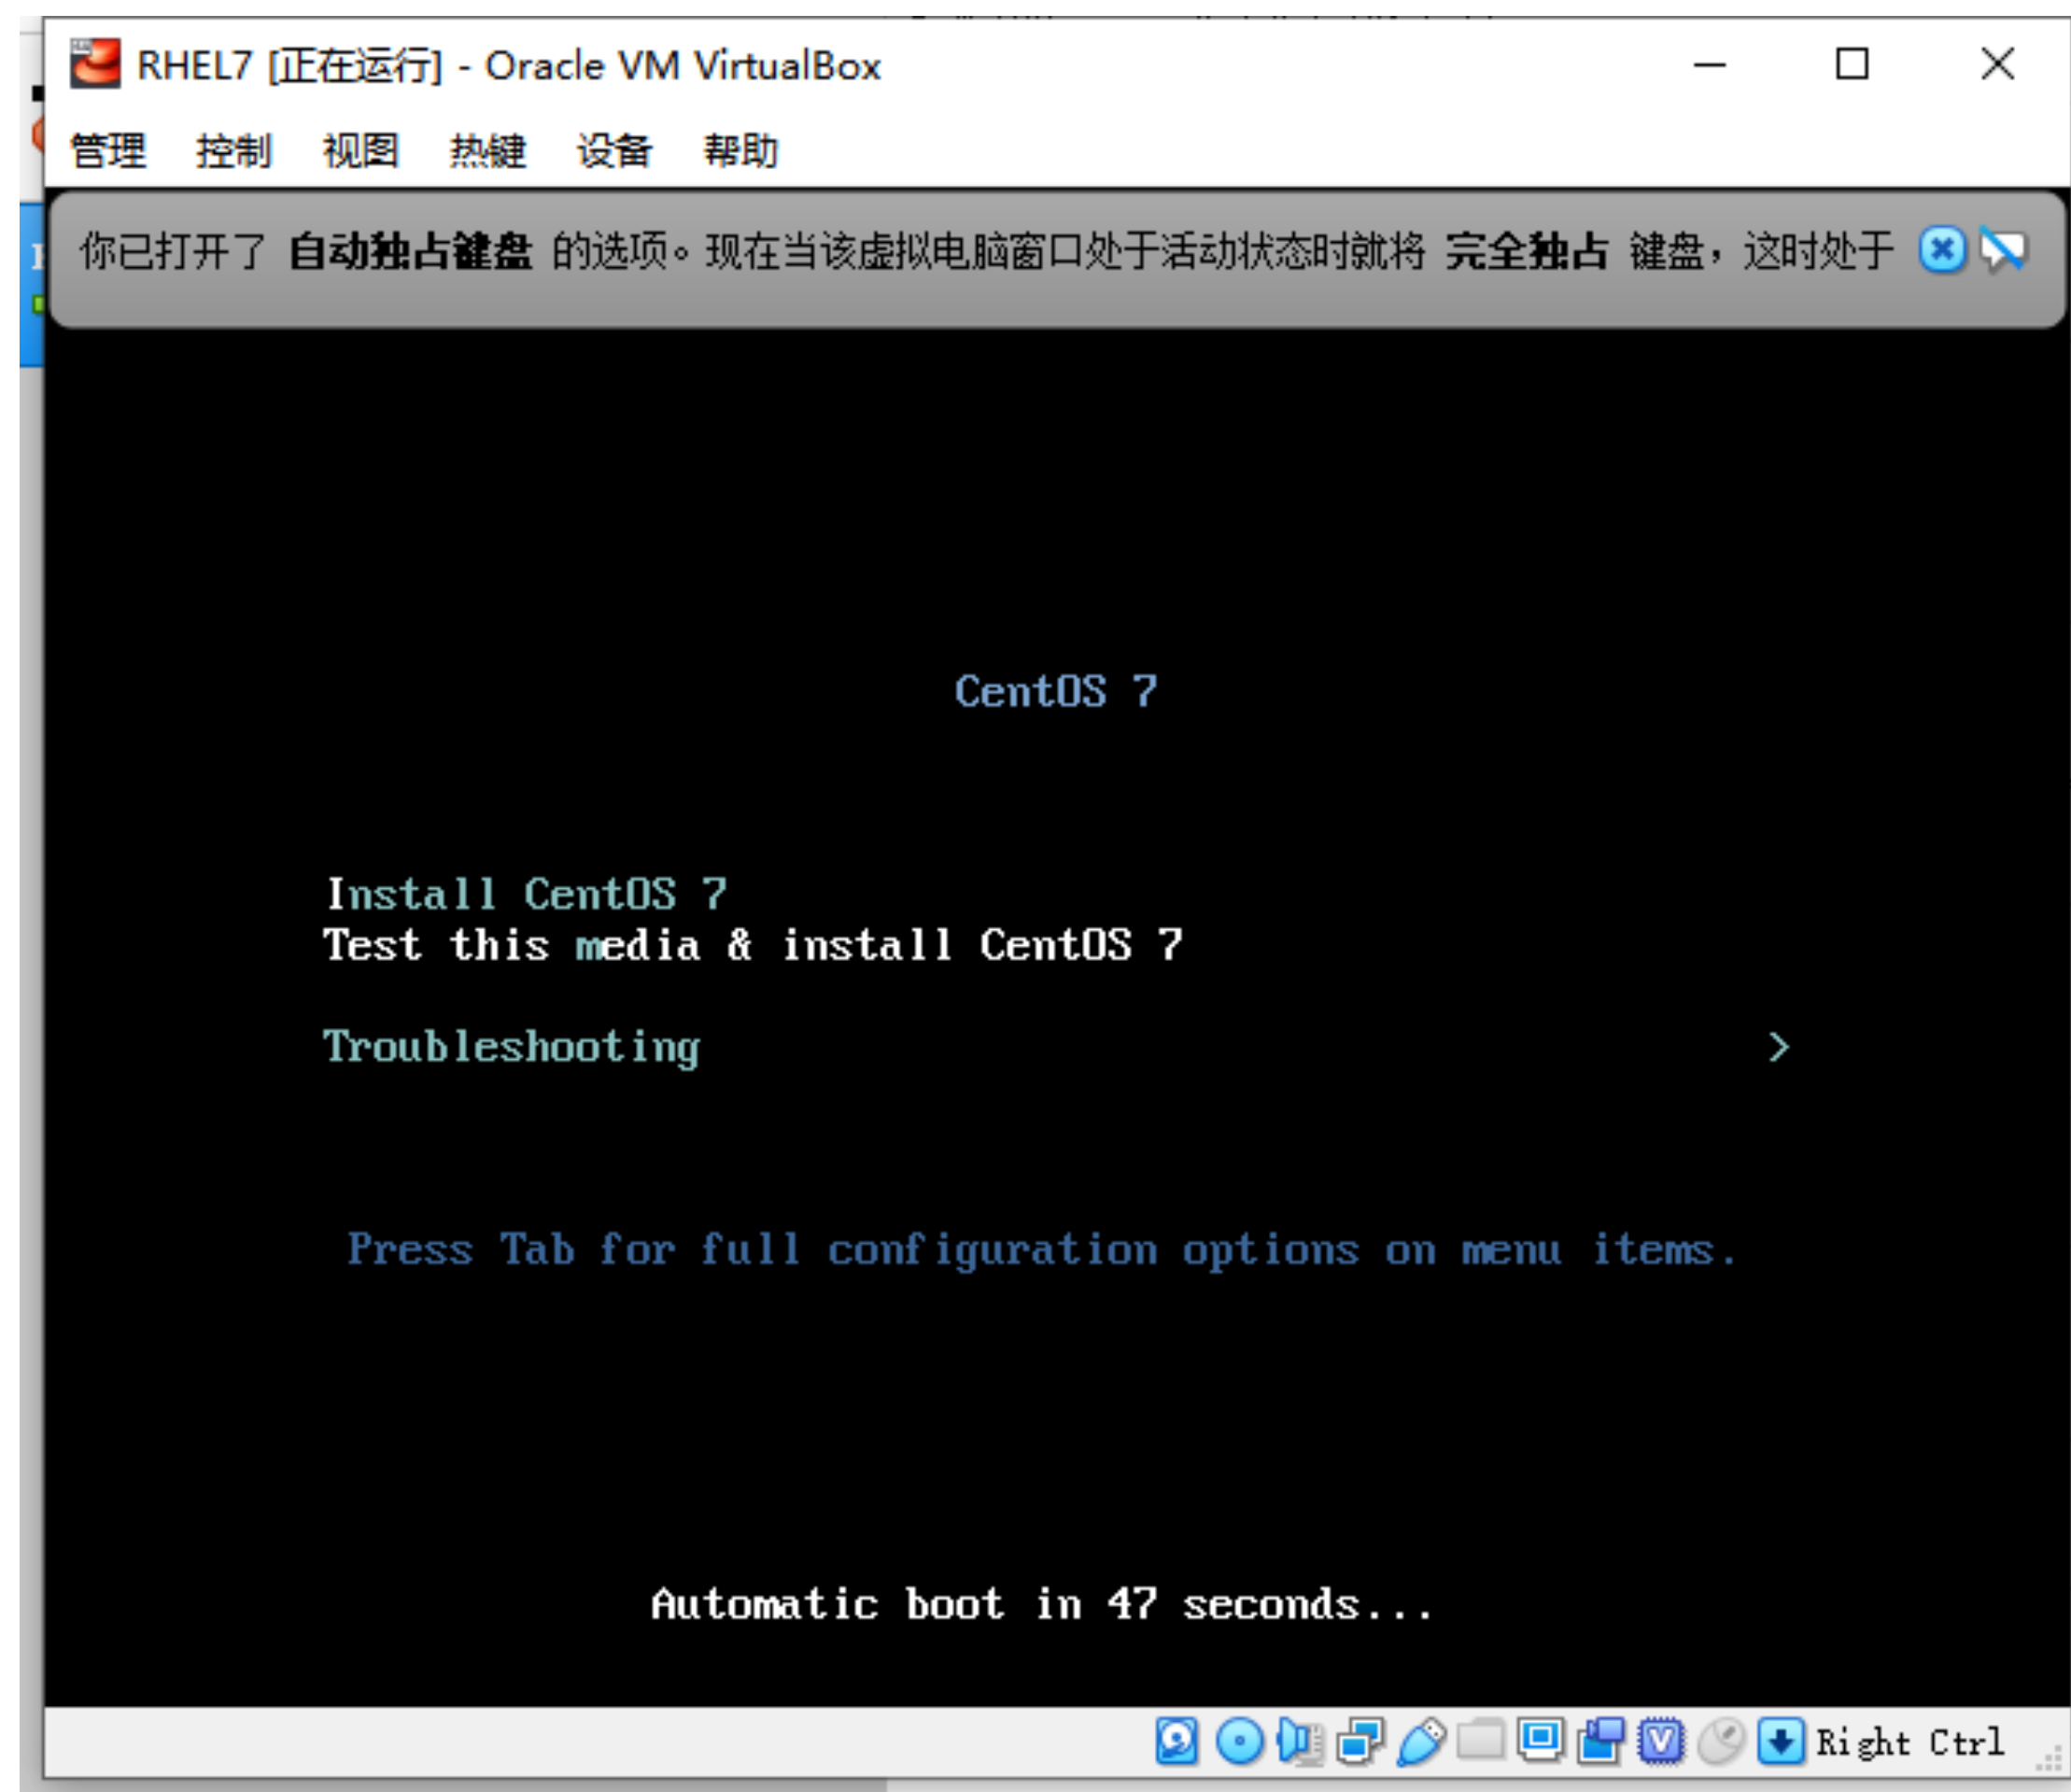 RHEL7 [正在运行] - Oracle VM VirtualBox
管理 控制 视图 热键 设备 帮助
你已打开了 自动独占键盘 的选项。现在当该虚拟电脑窗口处于活动状态时就将 完全独占 键盘，这时处于
CentOS 7
Install CentOS 7
Test this media & install CentOS 7
Troubleshooting >
Press Tab for full configuration options on menu items.
Automatic boot in 47 seconds...
Right Ctrl